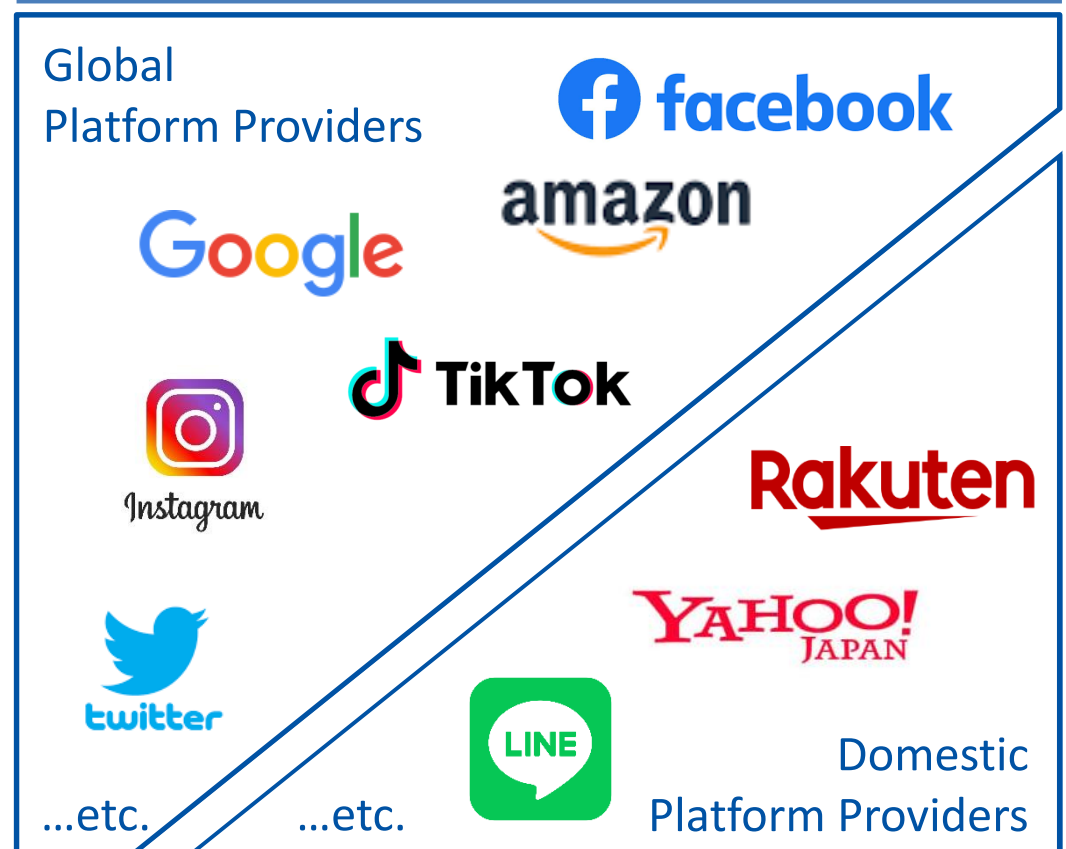 Global
Platform Providers
facebook
amazon
Google
TikTok
Instagram
Rakuten
YAHOO!
JAPAN
twitter
LINE
Domestic
Platform Providers
...etc.
...etc.